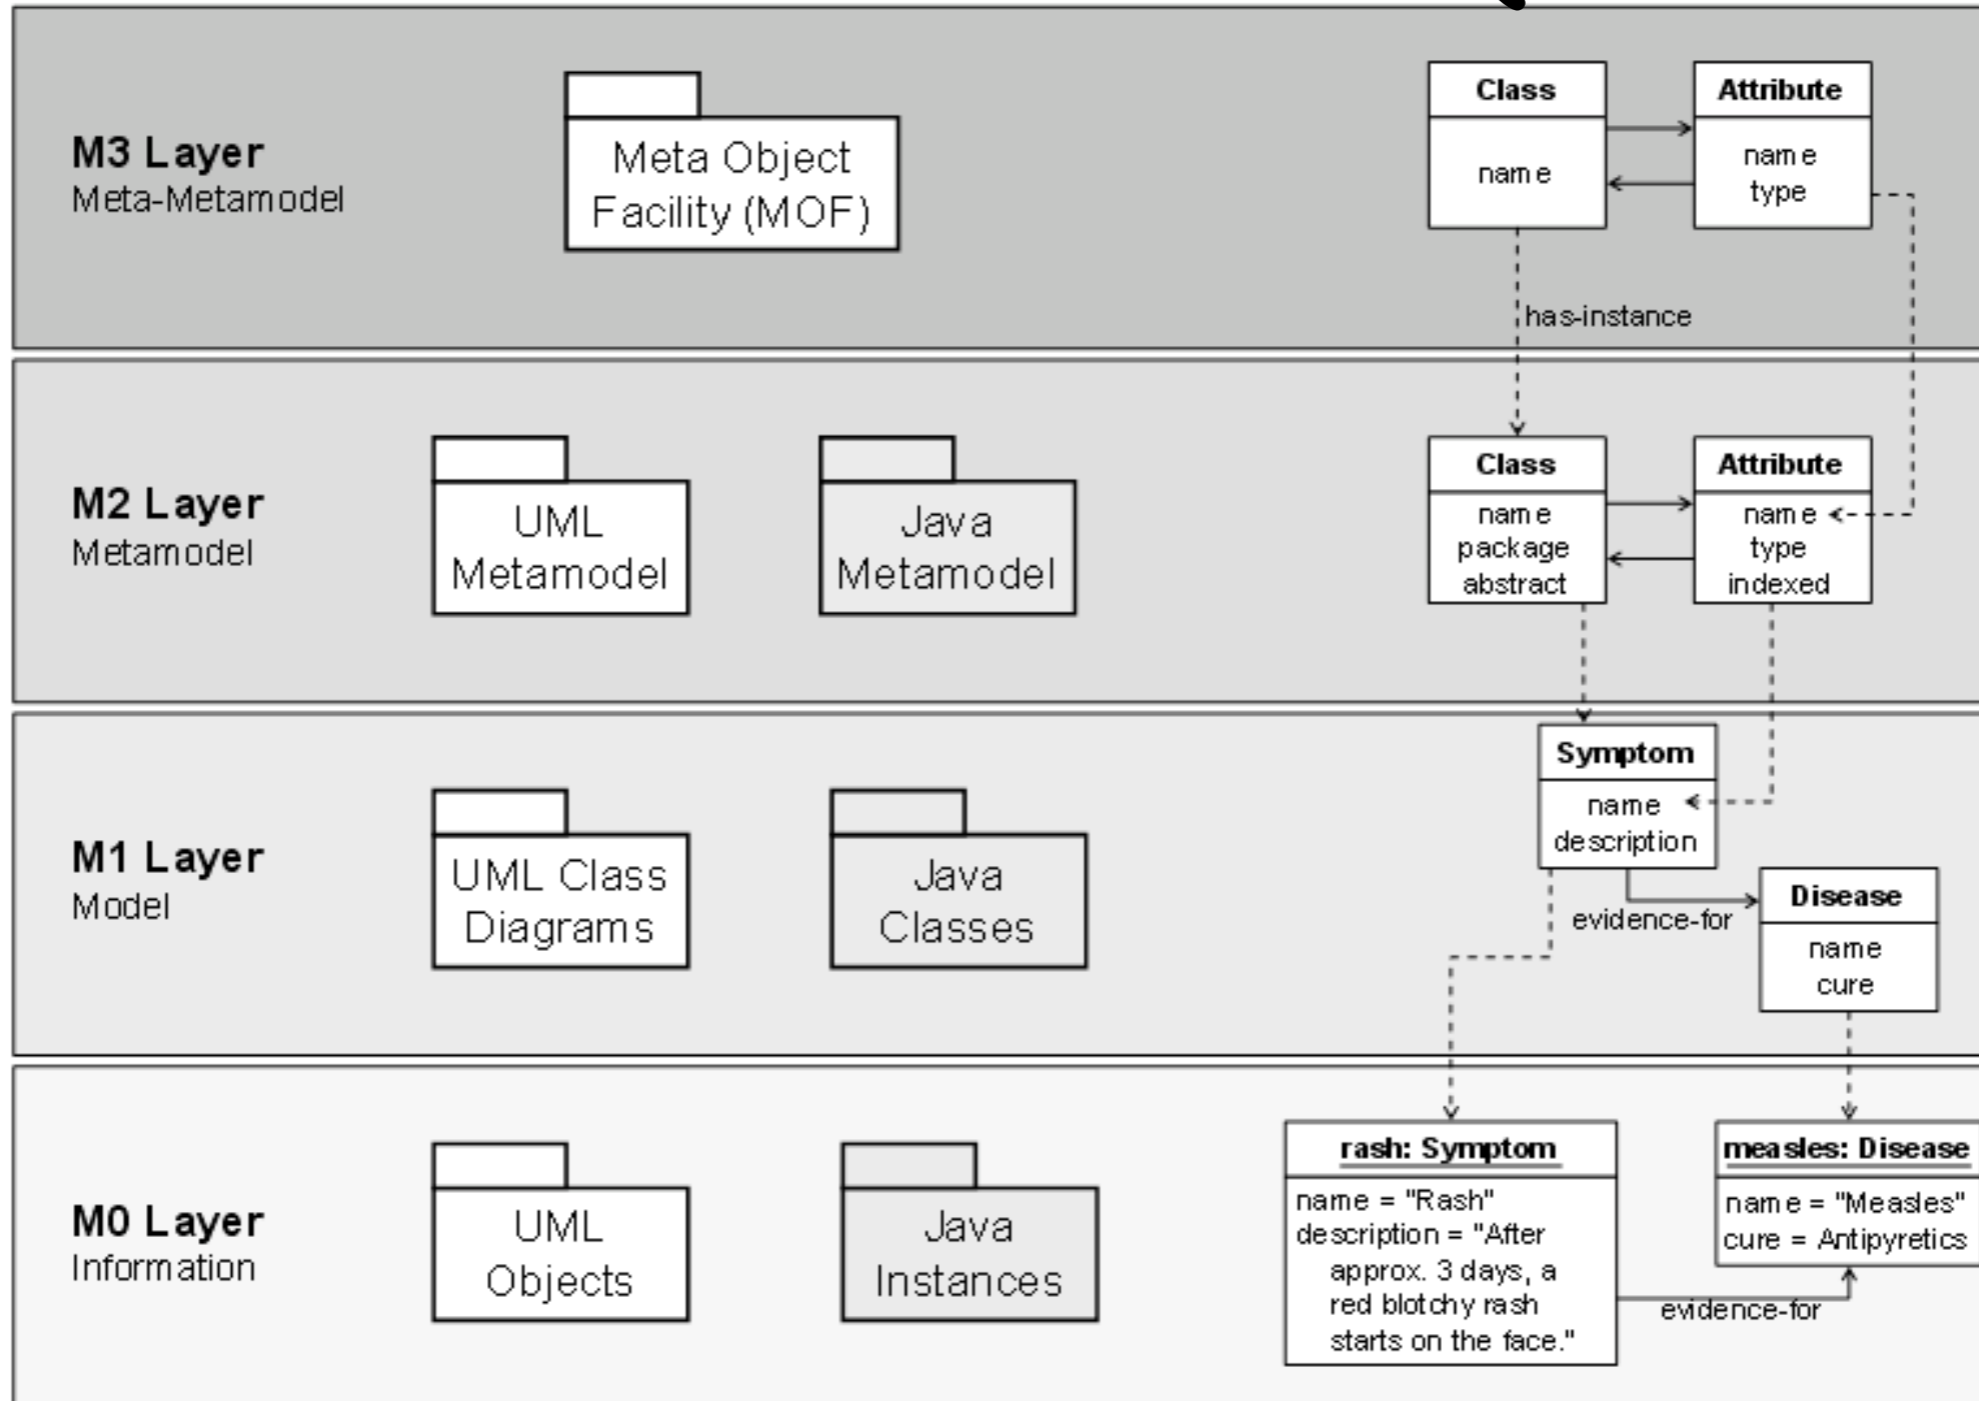 M3 Layer
Meta-Metamodel
Meta Object
Facility (MOF)
Class
name
Attribute
name
type
has-instance
M2 Layer
Metamodel
UML
Metamodel
Java
Metamodel
Class
name
package
abstract
Attribute
name
type
indexed
M1 Layer
Model
UML Class
Diagrams
Java
Classes
Symptom
name
description
evidence-for
Disease
name
cure
M0 Layer
Information
UML
Objects
Java
Instances
rash: Symptom
name = "Rash"
description = "After
approx. 3 days, a
red blotchy rash
starts on the face."
measles: Disease
name = "Measles"
cure = Antipyretics
evidence-for